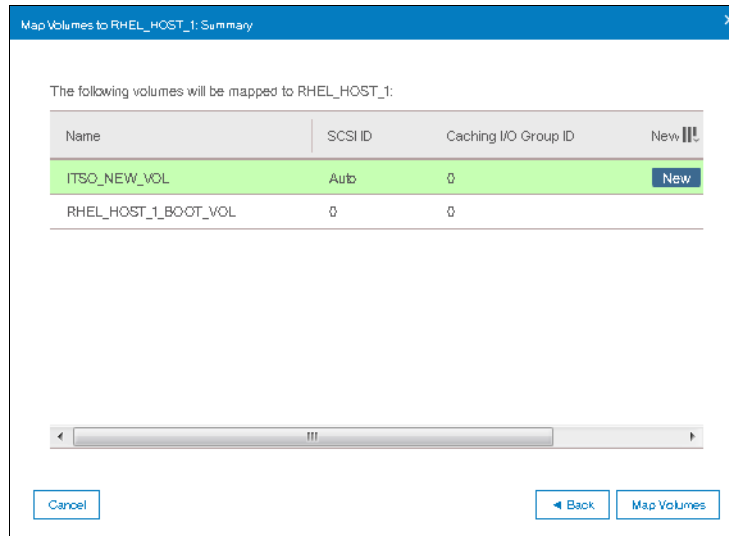 Map Volumes to RHEL_HOST_1: Summary
The following volumes will be mapped to RHEL_HOST_1:
Name SCSI ID Caching I/O Group ID New
ITSO_NEW_VOL Auto 0 New
RHEL_HOST_1_BOOT_VOL 0 0
Cancel ◄ Back Map Volumes